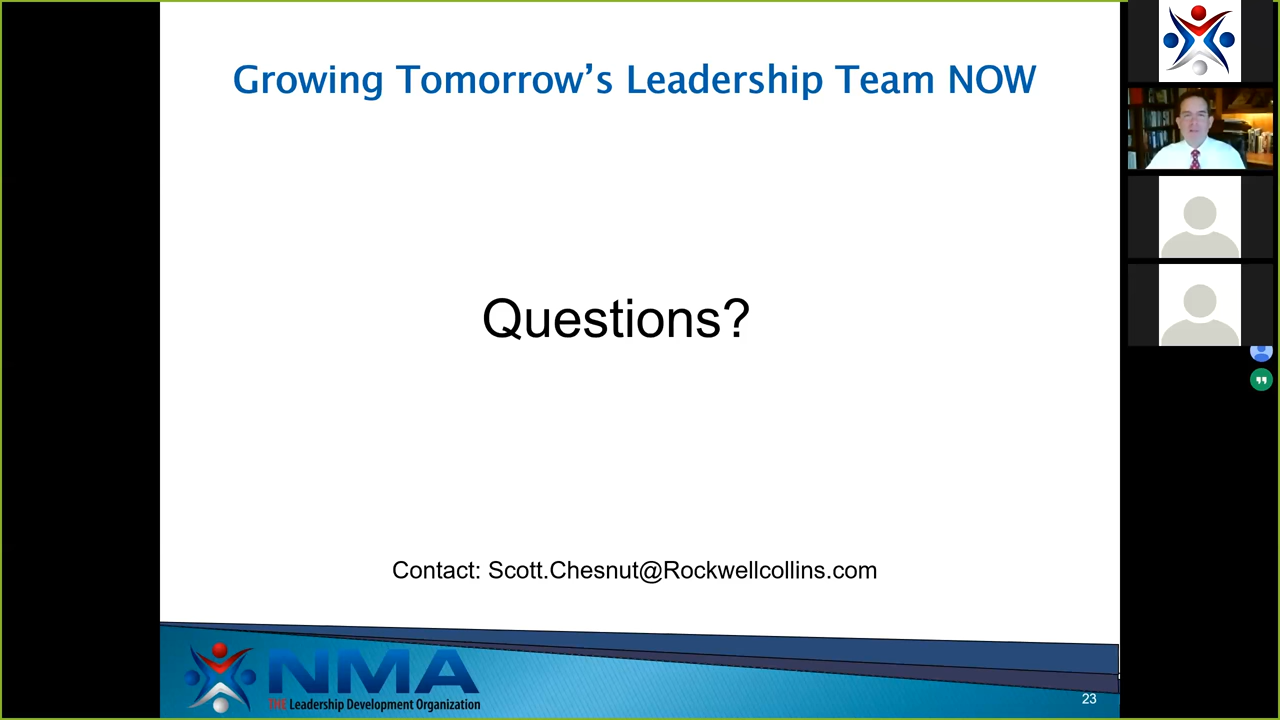 Growing Tomorrow’s Leadership Team NOW
Questions?
Contact: Scott.Chesnut@Rockwellcollins.com
NMA
THE Leadership Development Organization
23